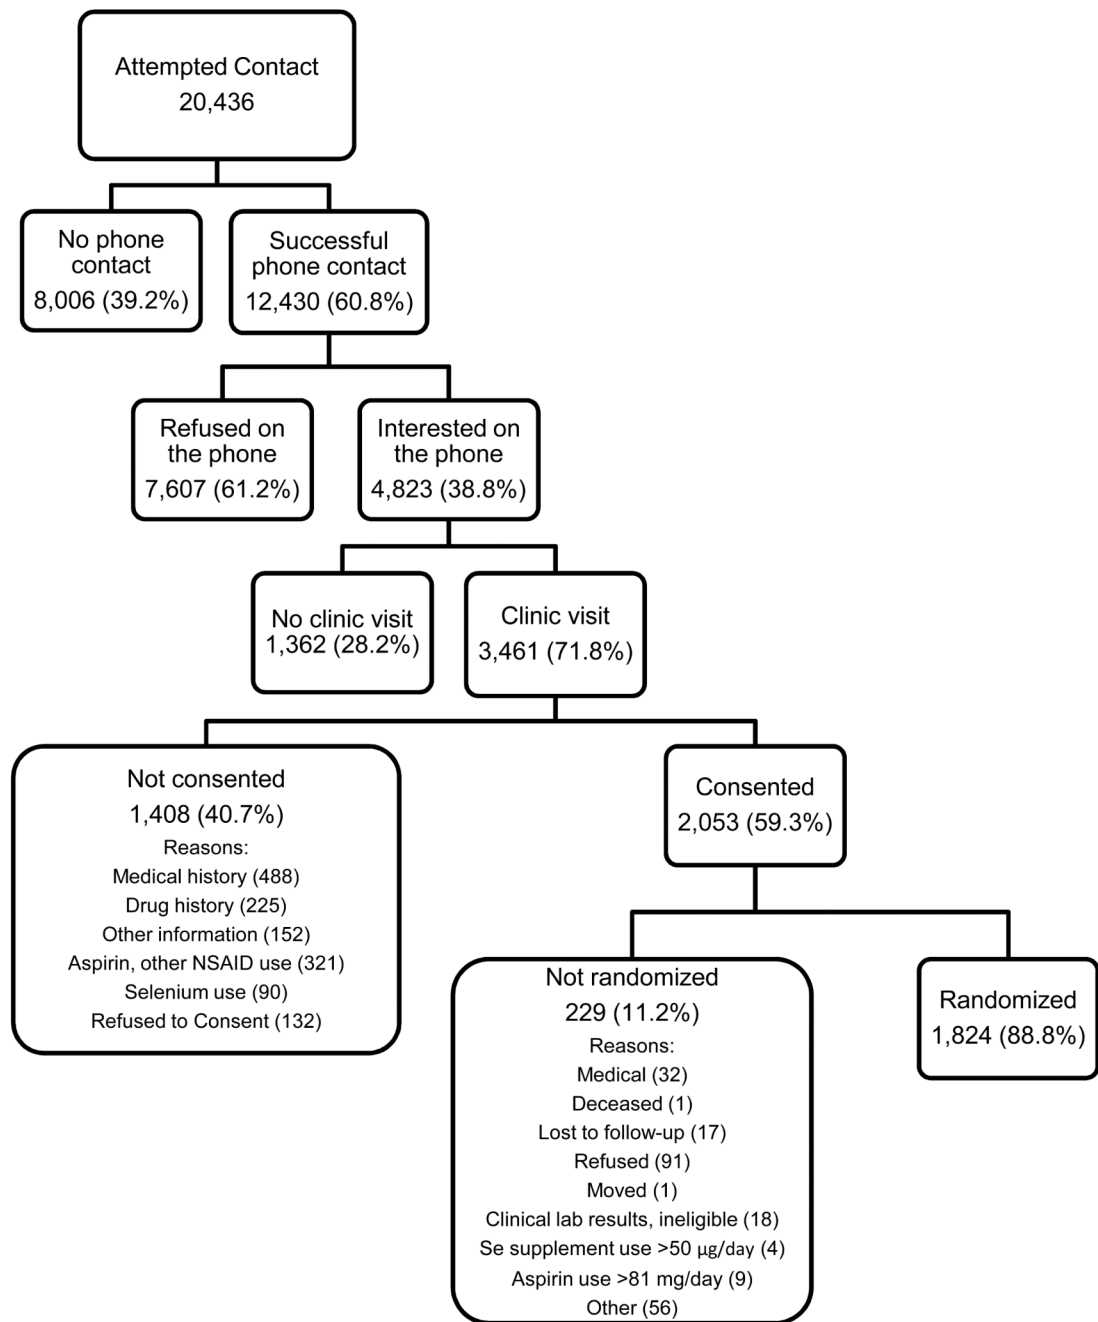 Attempted Contact
20,436
No phone
contact
8,006 (39.2%)
Successful
phone contact
12,430 (60.8%)
Refused on
the phone
7,607 (61.2%)
Interested on
the phone
4,823 (38.8%)
No clinic visit
1,362 (28.2%)
Clinic visit
3,461 (71.8%)
Not consented
1,408 (40.7%)
Reasons:
Medical history (488)
Drug history (225)
Other information (152)
Aspirin, other NSAID use (321)
Selenium use (90)
Refused to Consent (132)
Consented
2,053 (59.3%)
Not randomized
229 (11.2%)
Reasons:
Medical (32)
Deceased (1)
Lost to follow-up (17)
Refused (91)
Moved (1)
Clinical lab results, ineligible (18)
Se supplement use >50 µg/day (4)
Aspirin use >81 mg/day (9)
Other (56)
Randomized
1,824 (88.8%)